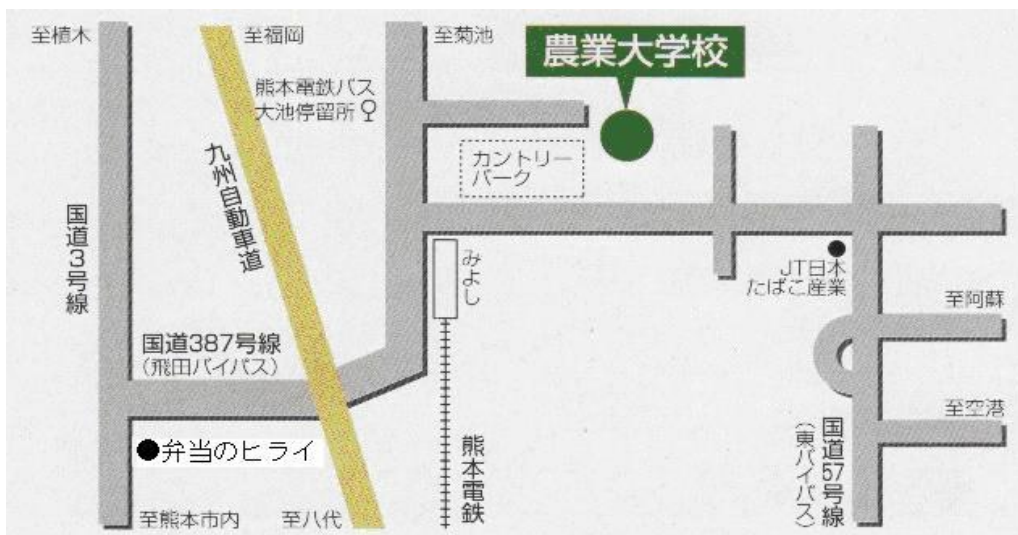 至植木
至福岡
至菊池
農業大学校
熊本電鉄バス
大池停留所
カントリー
パーク
九州自動車道
国道3号線
みよし
JT日本
たばこ産業
至阿蘇
国道387号線
(飛田バイパス)
至空港
●弁当のヒライ
熊本電鉄
国道57号線
(東バイパス)
至熊本市内
至八代